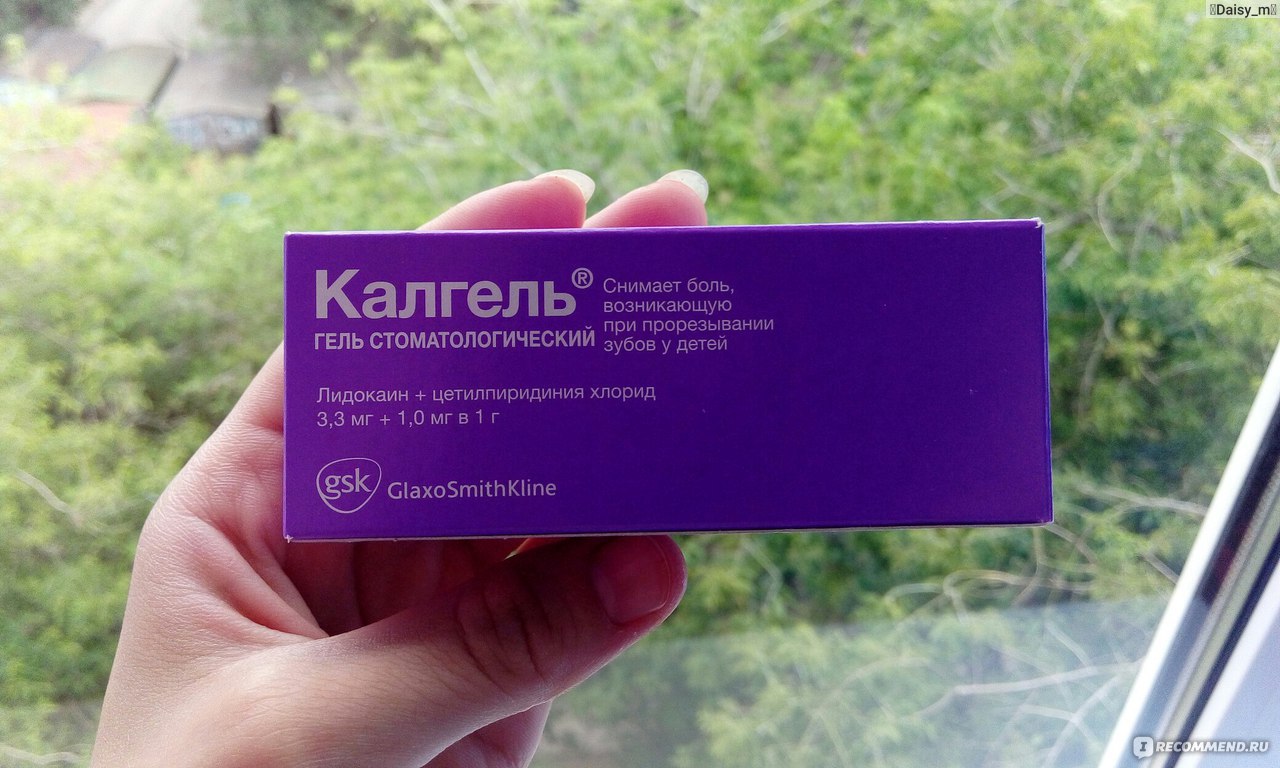 Daisy_m
Калгель®
ГЕЛЬ СТОМАТОЛОГИЧЕСКИЙ
Снимает боль,
возникающую
при прорезывании
зубов у детей
Лидокаин + цетилпиридиния хлорид
3,3 мг + 1,0 мг в 1 г
gsk GlaxoSmithKline
IRECOMMEND.RU